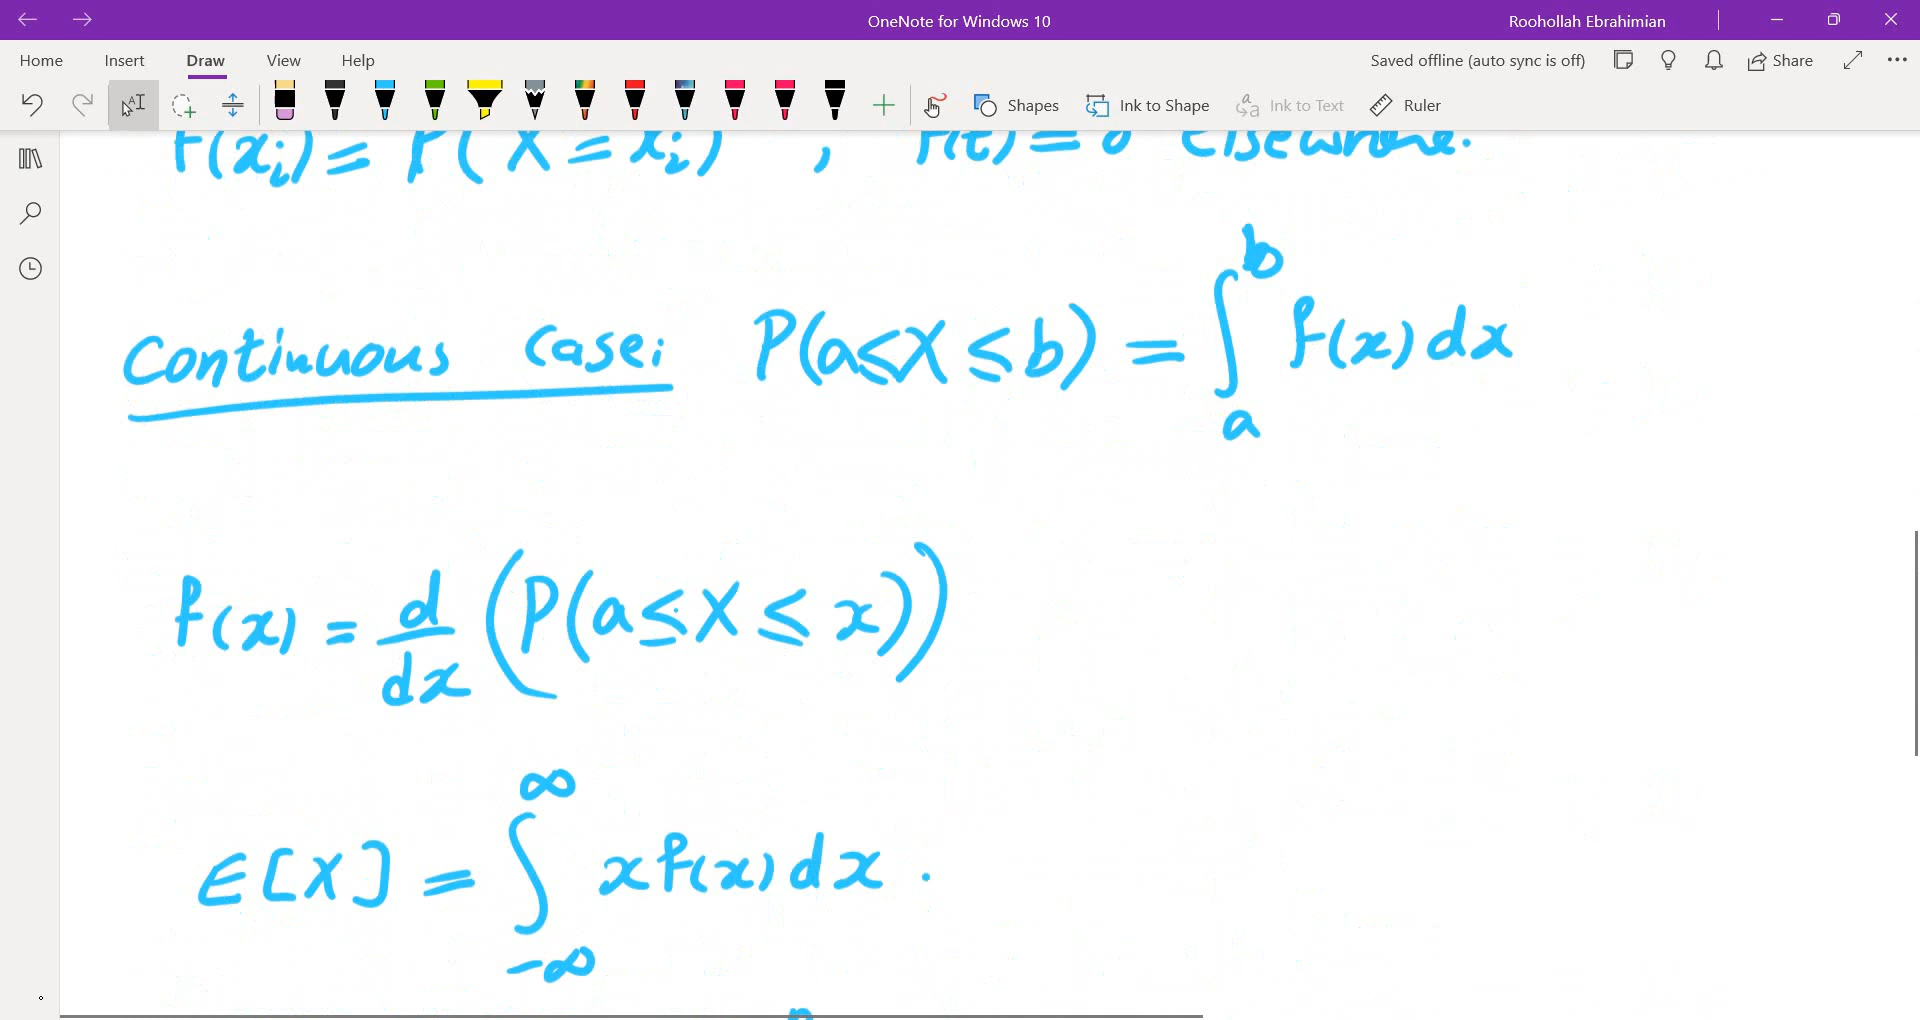 OneNote for Windows 10
Roohollah Ebrahimian
Home Insert Draw View Help
Saved offline (auto sync is off) Share
Shapes Ink to Shape Ink to Text Ruler
f(xᵢ) = P(X = xᵢ) , f(t) = 0 elsewhere.
Continuous case: P(a ≤ X ≤ b) = ∫ₐᵇ f(x) dx
f(x) = d/dx (P(a ≤ X ≤ x))
E[X] = ∫_{-∞}^{∞} x f(x) dx .